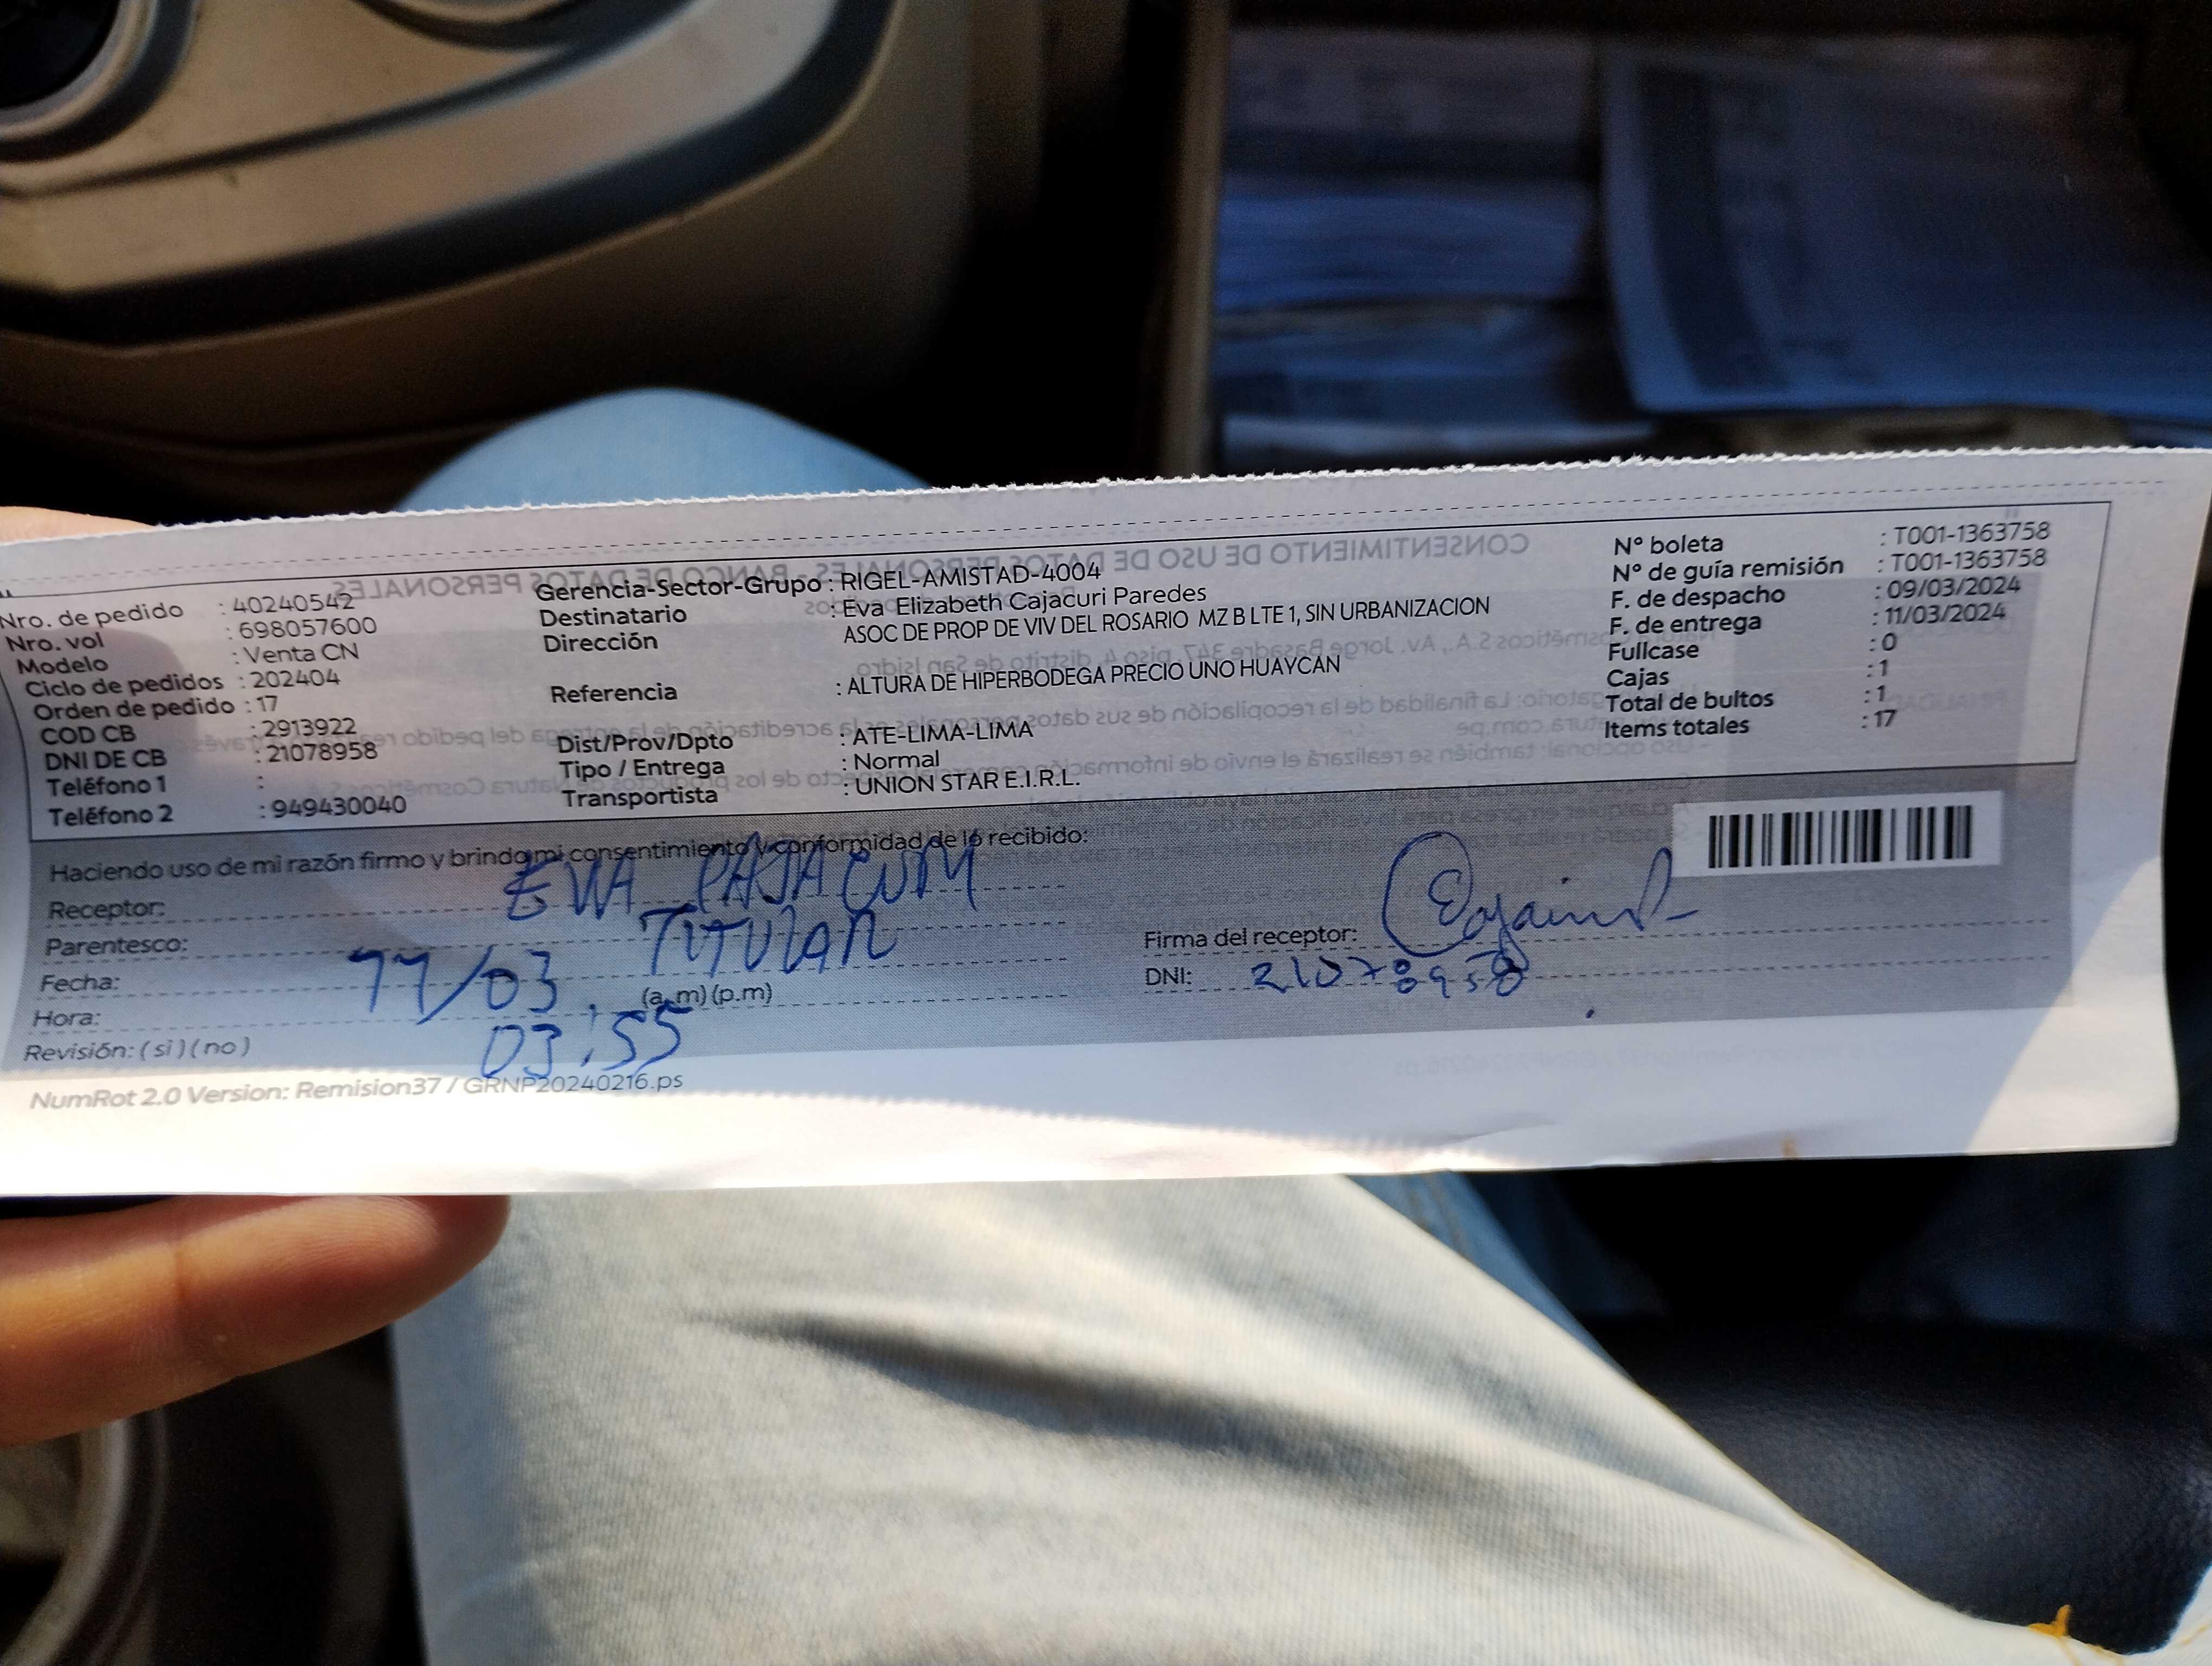 Nro. de pedido : 40240542
Nro. vol : 698057600
Modelo : Venta CN
Ciclo de pedidos : 202404
Orden de pedido : 17
COD CB : 2913922
DNI DE CB : 21078958
Teléfono 1 :
Teléfono 2 : 949430040
Gerencia-Sector-Grupo : RIGEL-AMISTAD-4004
Destinatario : Eva Elizabeth Cajacuri Paredes
Dirección ASOC DE PROP DE VIV DEL ROSARIO MZ B LTE 1, SIN URBANIZACION
Referencia : ALTURA DE HIPERBODEGA PRECIO UNO HUAYCAN
Dist/Prov/Dpto : ATE-LIMA-LIMA
Tipo / Entrega : Normal
Transportista : UNION STAR E.I.R.L.
N° boleta : T001-1363758
N° de guía remisión : T001-1363758
F. de despacho : 09/03/2024
F. de entrega : 11/03/2024
Fullcase : 0
Cajas : 1
Total de bultos : 1
Items totales : 17
Haciendo uso de mi razón firmo y brindo mi consentimiento y conformidad de lo recibido:
Receptor: EVA
Parentesco: TITULAR
Fecha: 11/03
Hora: 03:55 (a.m) (p.m)
Revisión: ( si ) ( no )
Firma del receptor:
DNI: 21078958
NumRot 2.0 Version: Remision37 / GRNP20240216.ps
CONSENTIMIENTO DE USO DE DATOS PERSONALES - BANCO DE DATOS PERSONALES